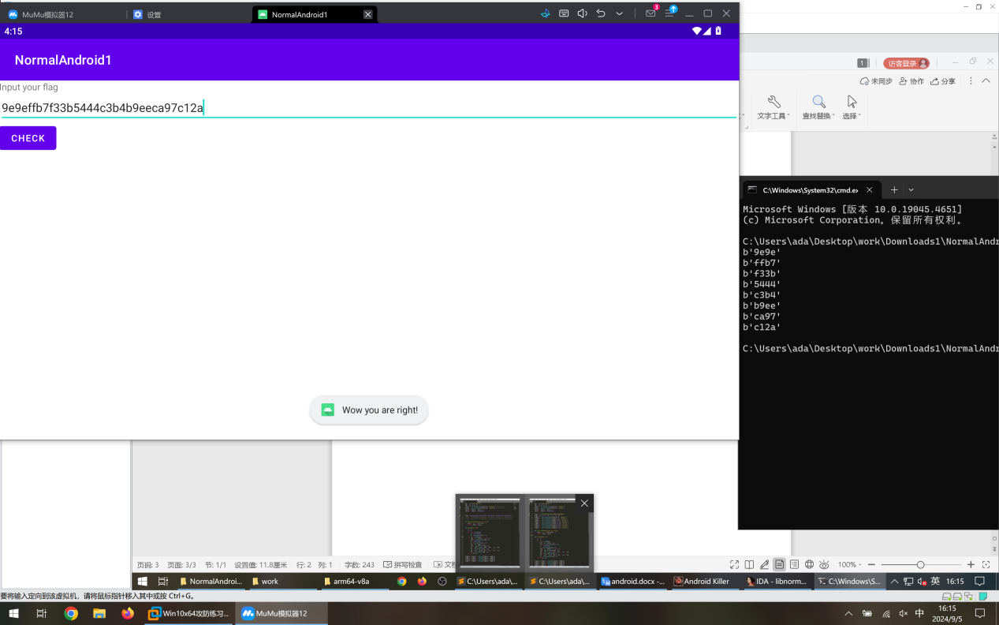 MuMu模拟器12
设置
NormalAndroid1
3
4:15
NormalAndroid1
Input your flag
9e9effb7f33b5444c3b4b9eeca97c12a
CHECK
Wow you are right!
1
访客登录
未同步
协作
分享
文字工具
查找替换
选择
C:\Windows\System32\cmd.ex
Microsoft Windows [版本 10.0.19045.4651]
(c) Microsoft Corporation。保留所有权利。
C:\Users\ada\Desktop\work\Downloads1\NormalAndr
b'9e9e'
b'ffb7'
b'f33b'
b'5444'
b'c3b4'
b'b9ee'
b'ca97'
b'c12a'
C:\Users\ada\Desktop\work\Downloads1\NormalAndr
页码: 3 页面: 3/3 节: 1/1 设置值: 11.8厘米 行: 2 列: 1 字数: 243 拼写检查 文档
100%
NormalAndroi... work arm64-v8a C:\Users\ada\... C:\Users\ada\... android.docx -... Android Killer IDA - libnorm... C:\Windows\S... 英 16:15
要将输入定向到该虚拟机，请将鼠标指针移入其中或按 Ctrl+G。
Win10x64攻防练习... MuMu模拟器12
中
16:15
2024/9/5